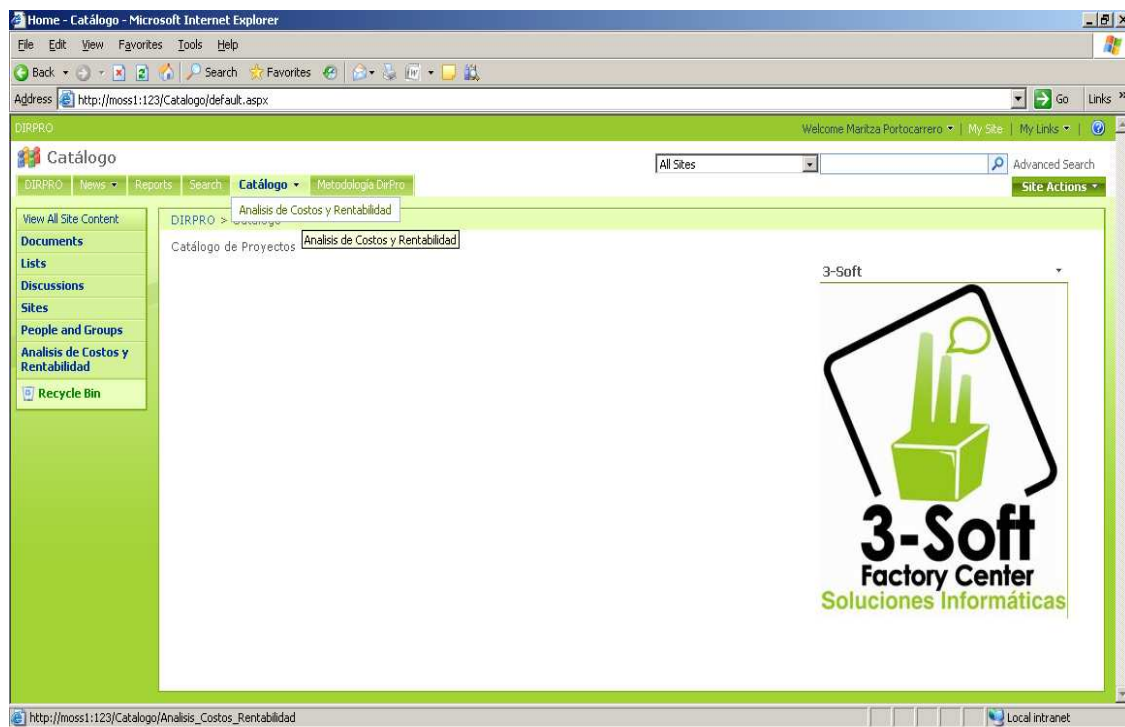 Home - Catálogo - Microsoft Internet Explorer
File Edit View Favorites Tools Help
Back Search Favorites
Address http://moss1:123/Catalogo/default.aspx Go Links »
DIRPRO Welcome Maritza Portocarrero | My Site | My Links |
Catálogo All Sites Advanced Search
DIRPRO News Reports Search Catálogo Metodología DirPro Site Actions
Analisis de Costos y Rentabilidad
View All Site Content
DIRPRO > Catálogo
Documents
Catálogo de Proyectos
Analisis de Costos y Rentabilidad
Lists
3-Soft
Discussions
Sites
People and Groups
Analisis de Costos y
Rentabilidad
Recycle Bin
3-Soft
Factory Center
Soluciones Informáticas
http://moss1:123/Catalogo/Analisis_Costos_Rentabilidad Local intranet